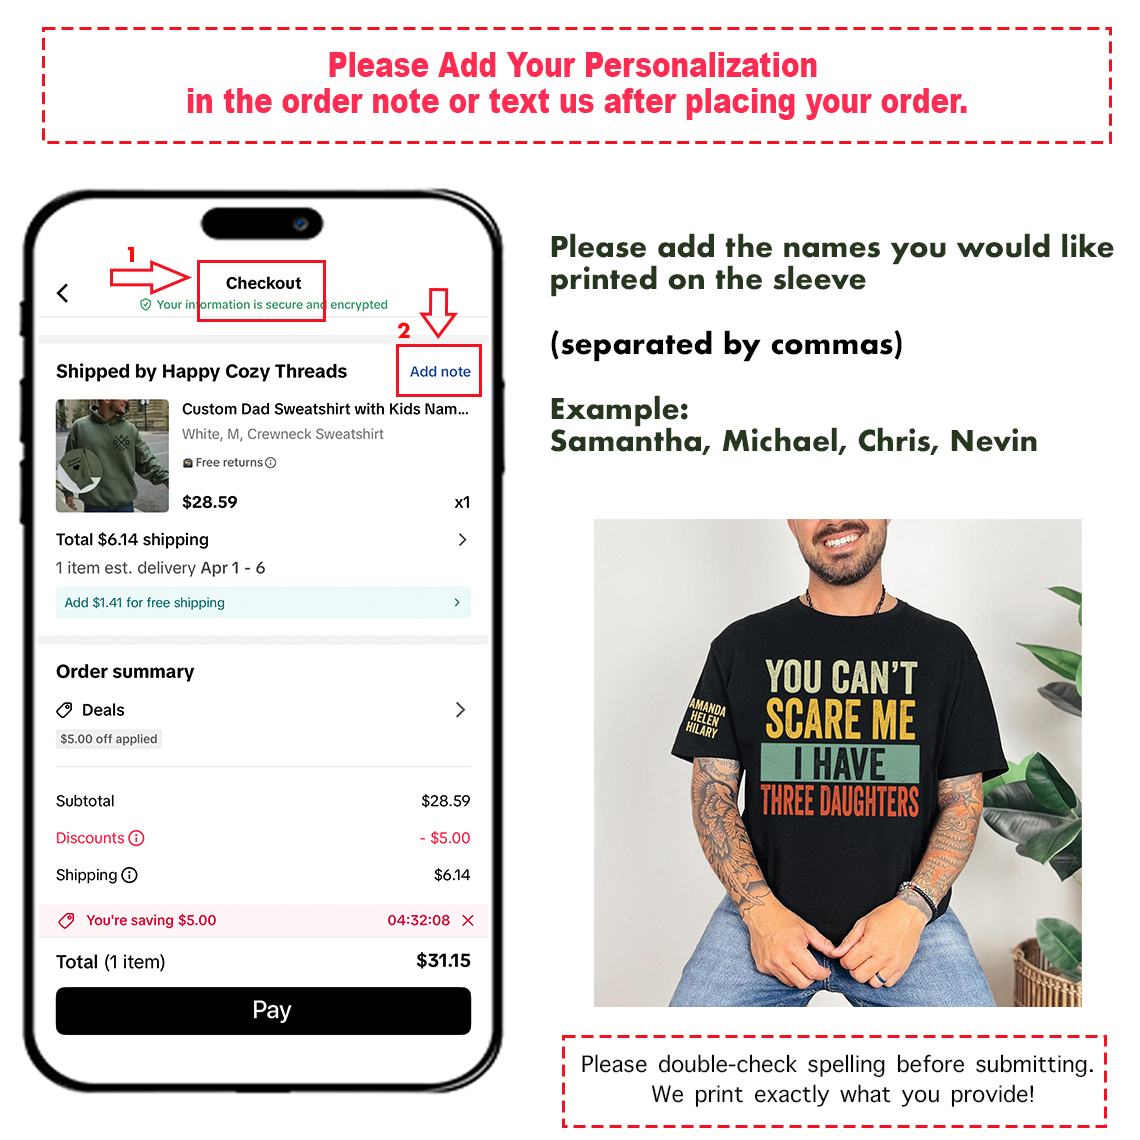 Please Add Your Personalization
in the order note or text us after placing your order.
1
Checkout
Your information is secure and encrypted
2
Shipped by Happy Cozy Threads
Add note
Custom Dad Sweatshirt with Kids Nam...
White, M, Crewneck Sweatshirt
Free returns
$28.59
x1
Total $6.14 shipping
1 item est. delivery Apr 1 - 6
Add $1.41 for free shipping
Order summary
Deals
$5.00 off applied
Subtotal
$28.59
Discounts
- $5.00
Shipping
$6.14
You're saving $5.00
04:32:08
Total (1 item)
$31.15
Pay
Please add the names you would like
printed on the sleeve
(separated by commas)
Example:
Samantha, Michael, Chris, Nevin
AMANDA
HELEN
HILARY
YOU CAN'T
SCARE ME
I HAVE
THREE DAUGHTERS
Please double-check spelling before submitting.
We print exactly what you provide!